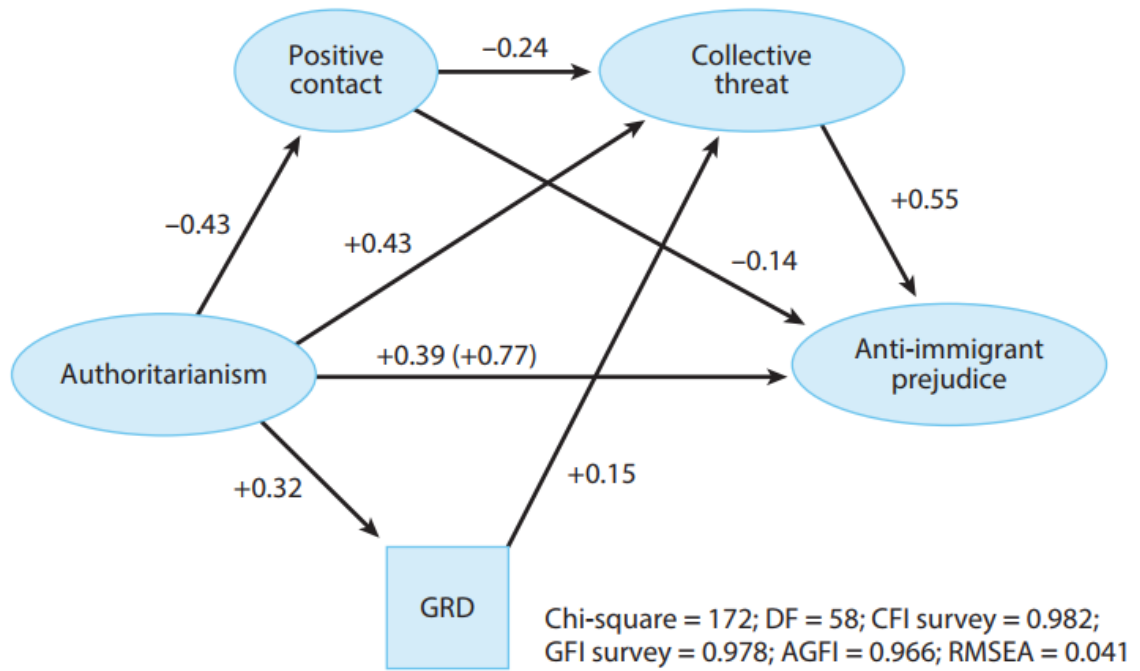 Positive
contact
–0.24
Collective
threat
–0.43
+0.43
–0.14
+0.55
Authoritarianism
+0.39 (+0.77)
Anti-immigrant
prejudice
+0.32
+0.15
GRD
Chi-square = 172; DF = 58; CFI survey = 0.982;
GFI survey = 0.978; AGFI = 0.966; RMSEA = 0.041